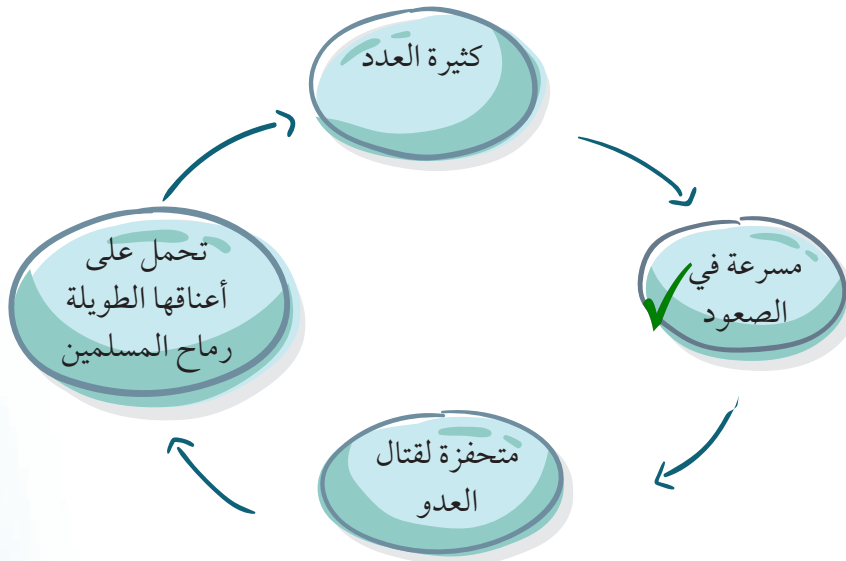 كثيرة العدد
مسرعة في
الصعود
متحفزة لقتال
العدو
تحمل على
أعناقها الطويلة
رماح المسلمين